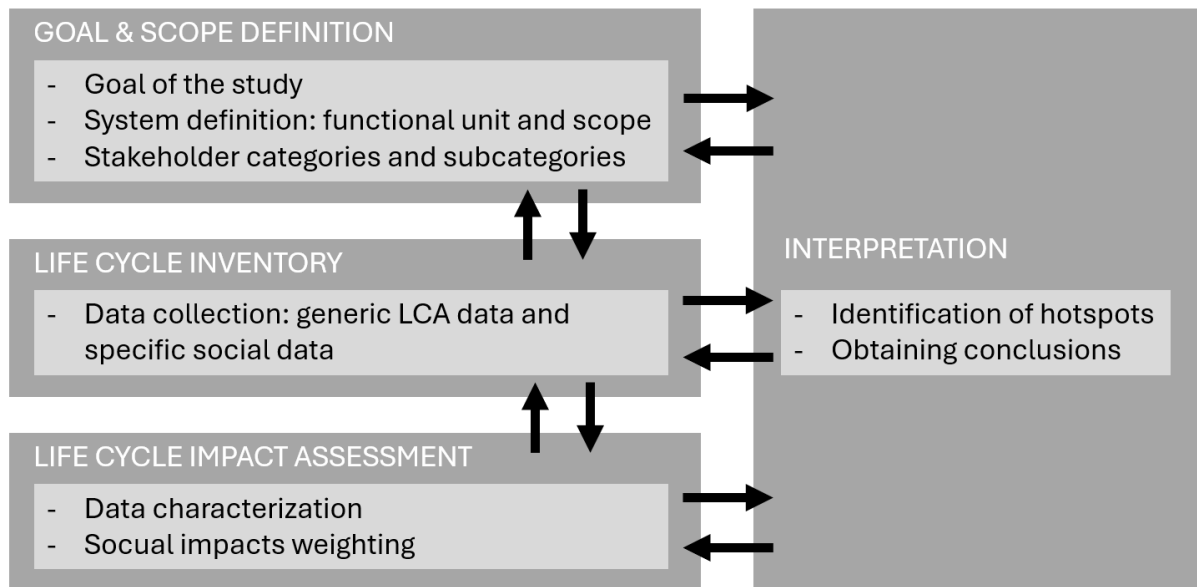 GOAL & SCOPE DEFINITION
- Goal of the study
- System definition: functional unit and scope
- Stakeholder categories and subcategories
LIFE CYCLE INVENTORY
- Data collection: generic LCA data and
specific social data
LIFE CYCLE IMPACT ASSESSMENT
- Data characterization
- Socual impacts weighting
INTERPRETATION
- Identification of hotspots
- Obtaining conclusions